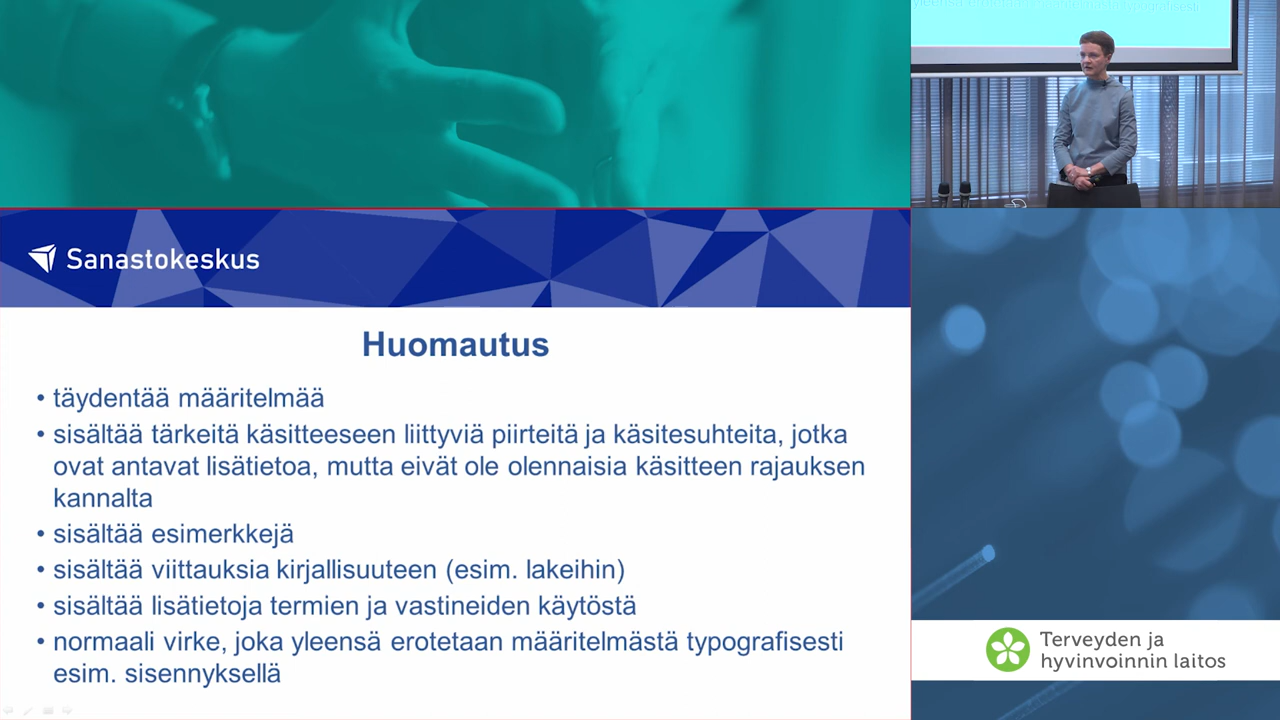 Sanastokeskus
Huomautus
• täydentää määritelmää
• sisältää tärkeitä käsitteeseen liittyviä piirteitä ja käsitesuhteita, jotka
ovat antavat lisätietoa, mutta eivät ole olennaisia käsitteen rajauksen
kannalta
• sisältää esimerkkejä
• sisältää viittauksia kirjallisuuteen (esim. lakeihin)
• sisältää lisätietoja termien ja vastineiden käytöstä
• normaali virke, joka yleensä erotetaan määritelmästä typografisesti
esim. sisennyksellä
Terveyden ja
hyvinvoinnin laitos